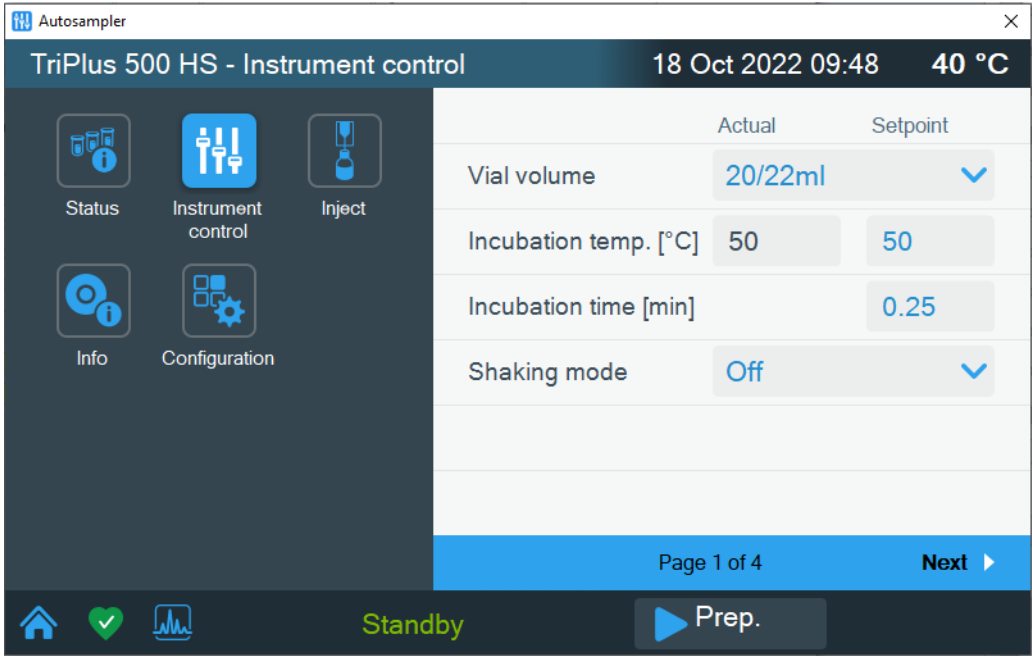 Autosampler
TriPlus 500 HS - Instrument control 18 Oct 2022 09:48 40 °C
Status
Instrument
control
Inject
Info
Configuration
Actual Setpoint
Vial volume 20/22ml
Incubation temp. [°C] 50 50
Incubation time [min] 0.25
Shaking mode Off
Page 1 of 4 Next
Standby Prep.